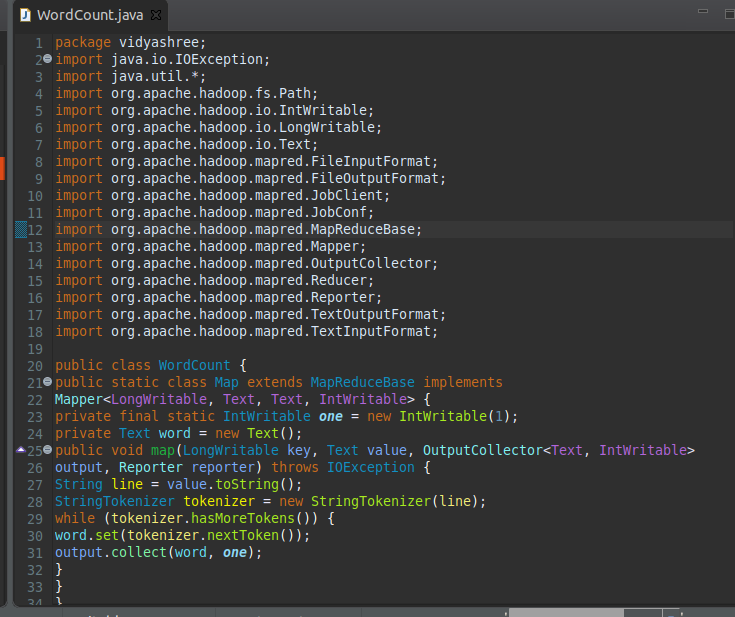 WordCount.java
1 package vidyashree;
2 import java.io.IOException;
3 import java.util.*;
4 import org.apache.hadoop.fs.Path;
5 import org.apache.hadoop.io.IntWritable;
6 import org.apache.hadoop.io.LongWritable;
7 import org.apache.hadoop.io.Text;
8 import org.apache.hadoop.mapred.FileInputFormat;
9 import org.apache.hadoop.mapred.FileOutputFormat;
10 import org.apache.hadoop.mapred.JobClient;
11 import org.apache.hadoop.mapred.JobConf;
12 import org.apache.hadoop.mapred.MapReduceBase;
13 import org.apache.hadoop.mapred.Mapper;
14 import org.apache.hadoop.mapred.OutputCollector;
15 import org.apache.hadoop.mapred.Reducer;
16 import org.apache.hadoop.mapred.Reporter;
17 import org.apache.hadoop.mapred.TextOutputFormat;
18 import org.apache.hadoop.mapred.TextInputFormat;
19
20 public class WordCount {
21 public static class Map extends MapReduceBase implements
22 Mapper<LongWritable, Text, Text, IntWritable> {
23 private final static IntWritable one = new IntWritable(1);
24 private Text word = new Text();
25 public void map(LongWritable key, Text value, OutputCollector<Text, IntWritable>
26 output, Reporter reporter) throws IOException {
27 String line = value.toString();
28 StringTokenizer tokenizer = new StringTokenizer(line);
29 while (tokenizer.hasMoreTokens()) {
30 word.set(tokenizer.nextToken());
31 output.collect(word, one);
32 }
33 }
34 }